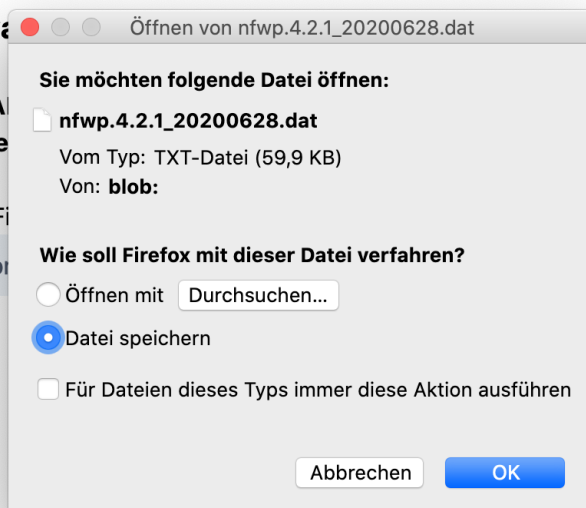 Öffnen von nfwp.4.2.1_20200628.dat
Sie möchten folgende Datei öffnen:
nfwp.4.2.1_20200628.dat
Vom Typ: TXT-Datei (59,9 KB)
Von: blob:
Wie soll Firefox mit dieser Datei verfahren?
Öffnen mit Durchsuchen...
Datei speichern
Für Dateien dieses Typs immer diese Aktion ausführen
Abbrechen OK